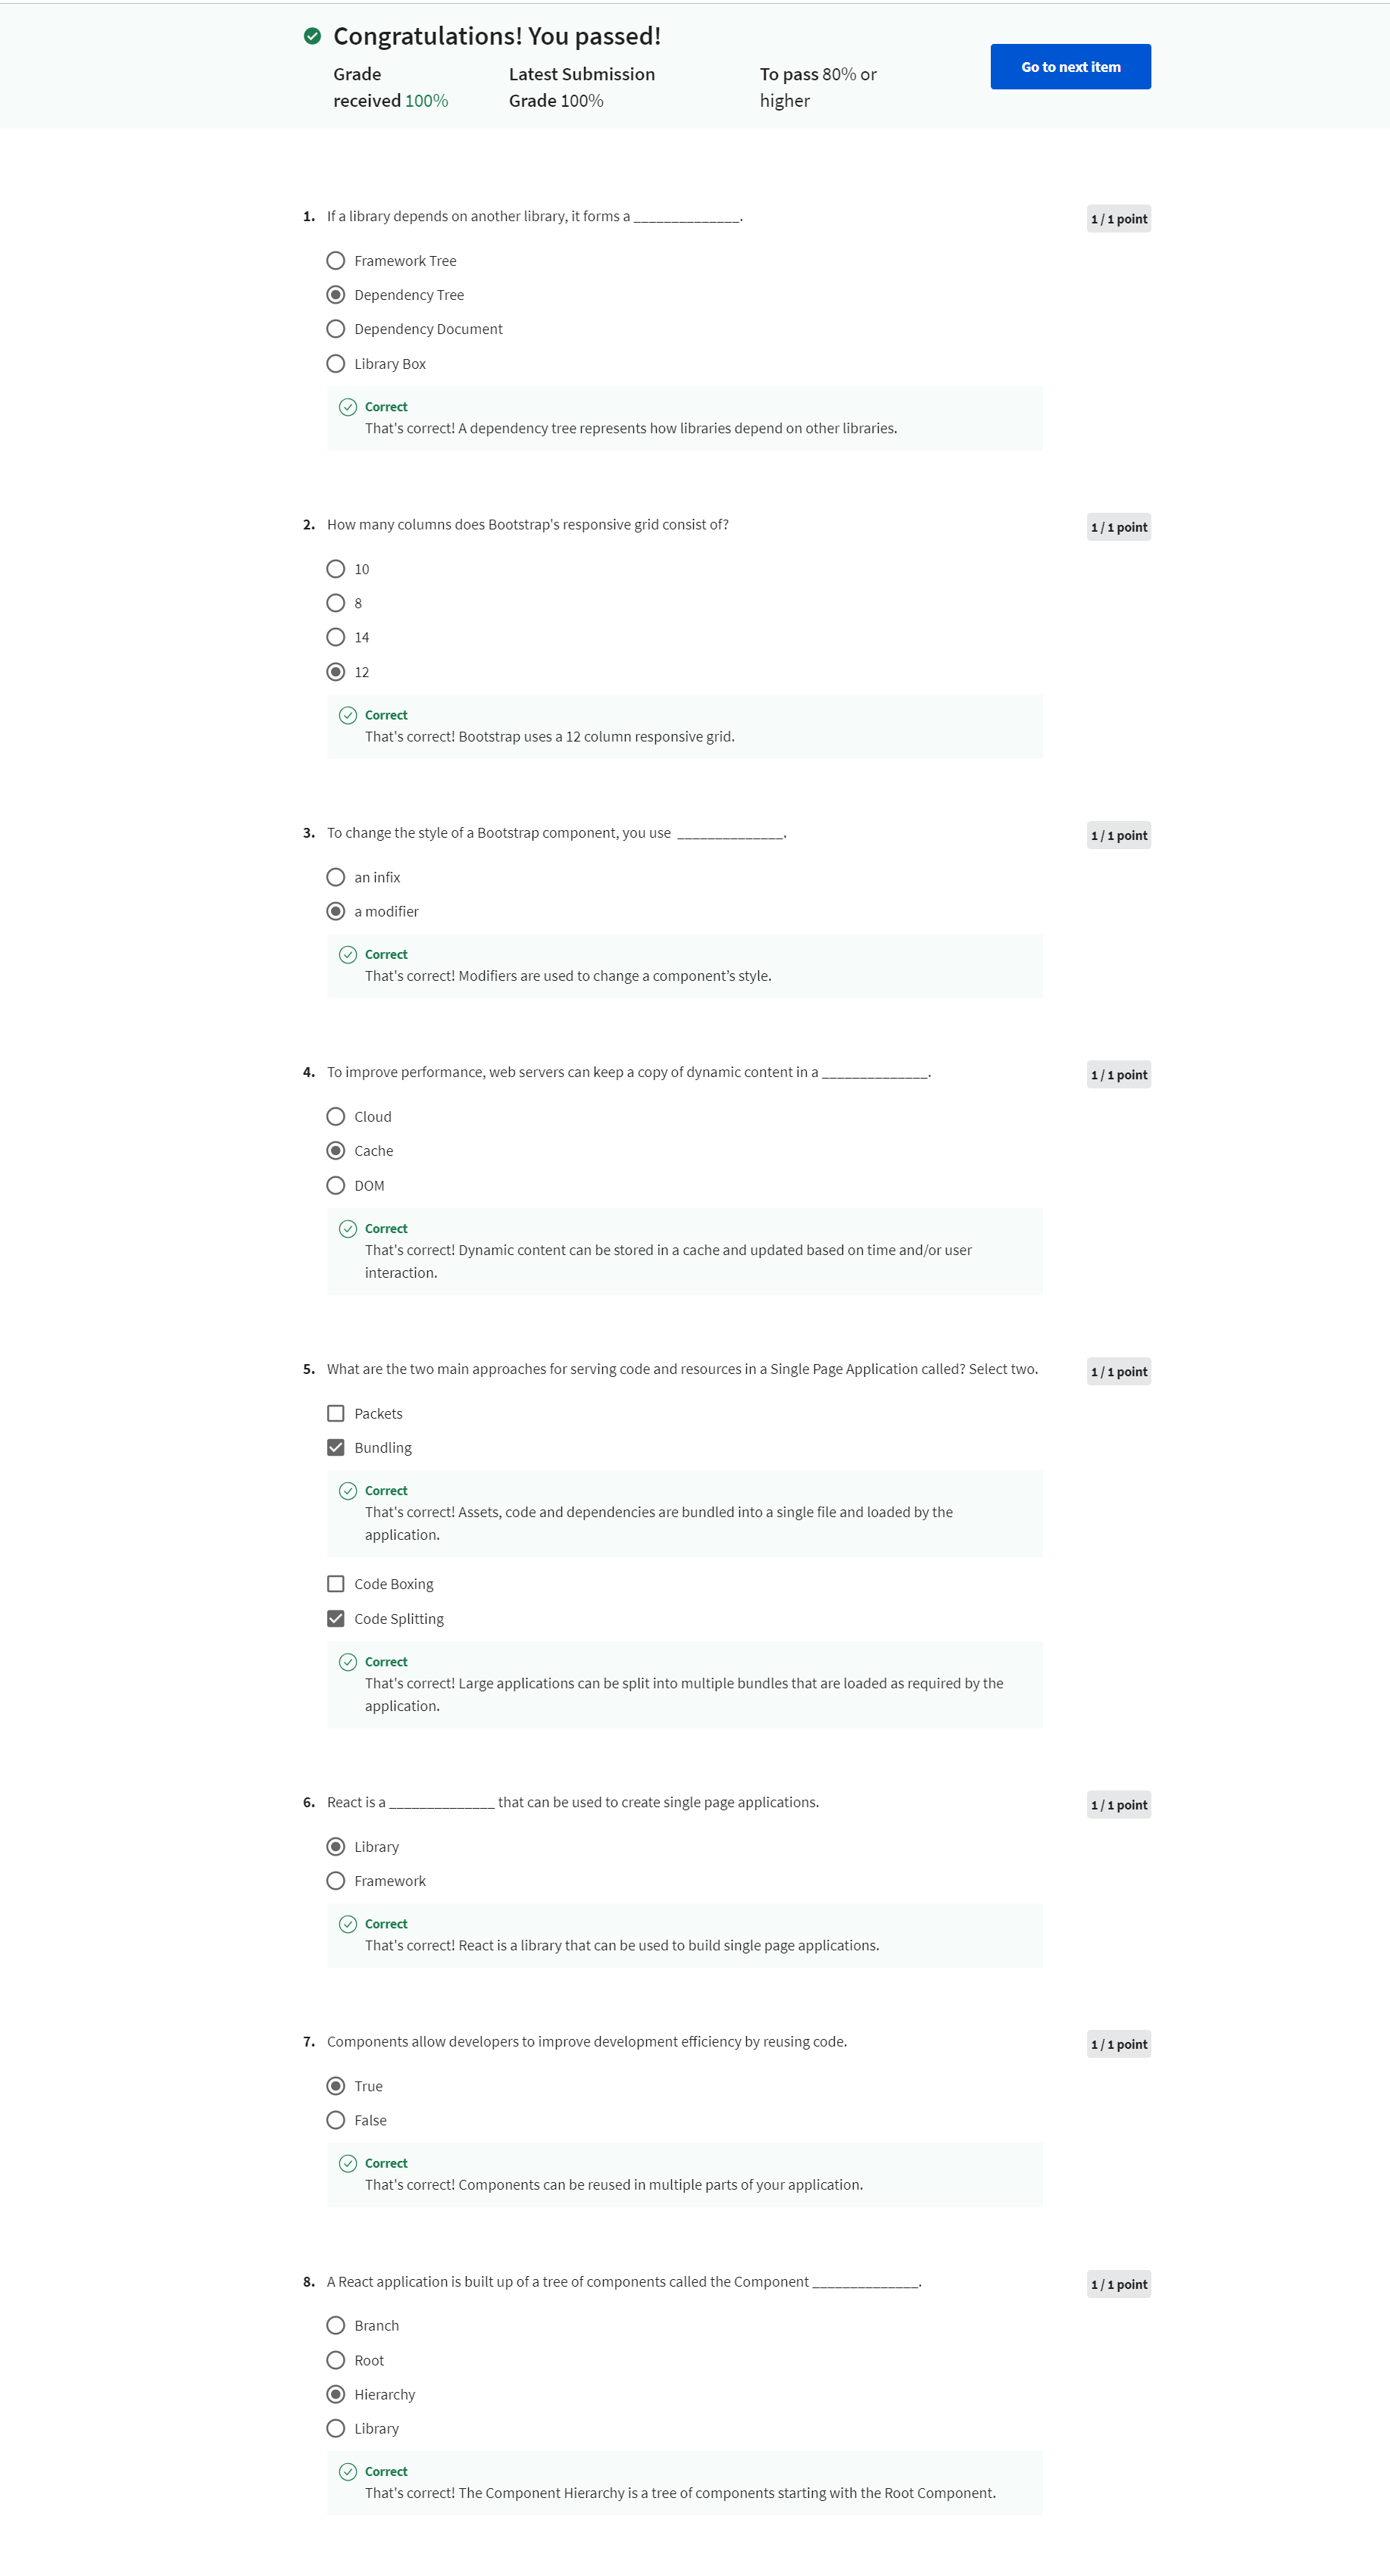 Congratulations! You passed!
Grade received 100%
Latest Submission Grade 100%
To pass 80% or higher
Go to next item
1. If a library depends on another library, it forms a ______________.
1 / 1 point
Framework Tree
Dependency Tree
Dependency Document
Library Box
Correct
That's correct! A dependency tree represents how libraries depend on other libraries.
2. How many columns does Bootstrap's responsive grid consist of?
1 / 1 point
10
8
14
12
Correct
That's correct! Bootstrap uses a 12 column responsive grid.
3. To change the style of a Bootstrap component, you use ______________.
1 / 1 point
an infix
a modifier
Correct
That's correct! Modifiers are used to change a component’s style.
4. To improve performance, web servers can keep a copy of dynamic content in a ______________.
1 / 1 point
Cloud
Cache
DOM
Correct
That's correct! Dynamic content can be stored in a cache and updated based on time and/or user
interaction.
5. What are the two main approaches for serving code and resources in a Single Page Application called? Select two.
1 / 1 point
Packets
Bundling
Correct
That's correct! Assets, code and dependencies are bundled into a single file and loaded by the
application.
Code Boxing
Code Splitting
Correct
That's correct! Large applications can be split into multiple bundles that are loaded as required by the
application.
6. React is a ______________ that can be used to create single page applications.
1 / 1 point
Library
Framework
Correct
That's correct! React is a library that can be used to build single page applications.
7. Components allow developers to improve development efficiency by reusing code.
1 / 1 point
True
False
Correct
That's correct! Components can be reused in multiple parts of your application.
8. A React application is built up of a tree of components called the Component ______________.
1 / 1 point
Branch
Root
Hierarchy
Library
Correct
That's correct! The Component Hierarchy is a tree of components starting with the Root Component.